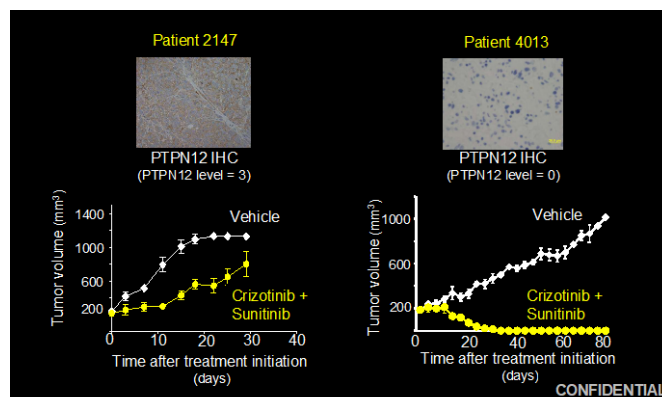 Patient 2147
Patient 4013
PTPN12 IHC
(PTPN12 level = 3)
PTPN12 IHC
(PTPN12 level = 0)
Tumor volume (mm³)
1400
1000
600
200
Vehicle
Crizotinib +
Sunitinib
0
10
20
30
40
Time after treatment initiation
(days)
Tumor volume (mm³)
1000
600
200
Vehicle
Crizotinib +
Sunitinib
0
20
40
60
80
Time after treatment initiation
(days)
CONFIDENTIAL